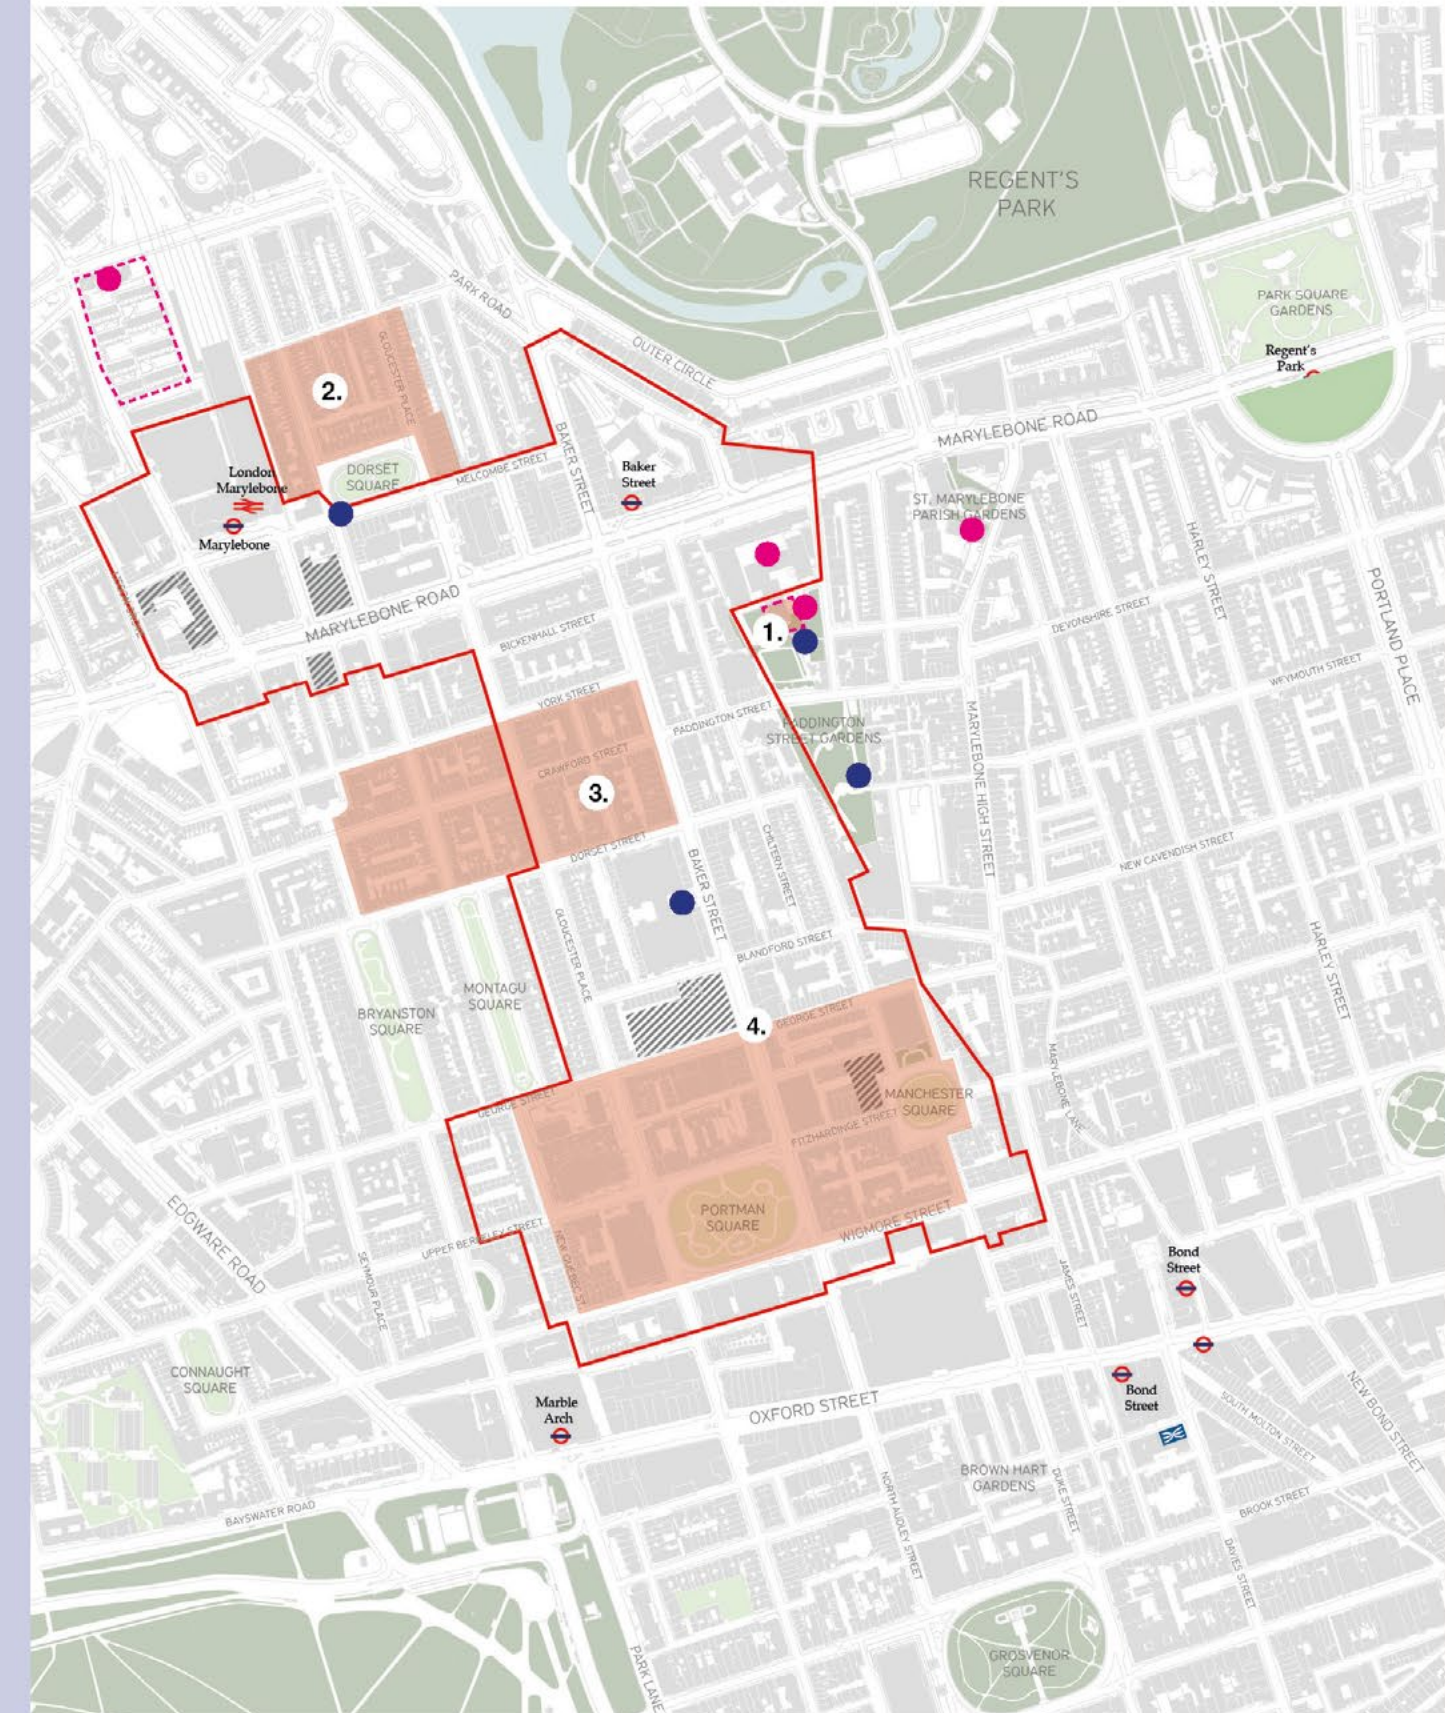 REGENT'S
PARK
PARK SQUARE
GARDENS
PARK ROAD
OUTER CIRCLE
Regent's
Park
GLOUCESTER PLACE
2.
MARYLEBONE ROAD
BAKER STREET
DORSET
SQUARE
MELCOMBE STREET
Baker
Street
London
Marylebone
Marylebone
ST. MARYLEBONE
PARISH GARDENS
HARLEY STREET
PORTLAND PLACE
MARYLEBONE ROAD
BICKENHALL STREET
1.
DEVONSHIRE STREET
WEYMOUTH STREET
YORK STREET
PADDINGTON STREET
PADDINGTON
STREET GARDENS
MARYLEBONE HIGH STREET
CRAWFORD STREET
3.
DORSET STREET
CHILTERN STREET
BAKER STREET
NEW CAVENDISH STREET
GLOUCESTER PLACE
BLANDFORD STREET
HARLEY STREET
MONTAGU
SQUARE
BRYANSTON
SQUARE
4.
GEORGE STREET
MARYLEBONE LANE
MANCHESTER
SQUARE
GEORGE STREET
FITZHARDINGE STREET
EDGWARE ROAD
PORTMAN
SQUARE
WIGMORE STREET
UPPER BERKELEY STREET
NEW QUEBEC ST.
SEYMOUR PLACE
JAMES STREET
Bond
Street
CONNAUGHT
SQUARE
Marble
Arch
OXFORD STREET
Bond
Street
NEW BOND STREET
SOUTH MOLTON STREET
BROWN HART
GARDENS
DUKE STREET
NORTH AUDLEY STREET
BROOK STREET
BAYSWATER ROAD
DAVIES STREET
PARK LANE
GROSVENOR
SQUARE